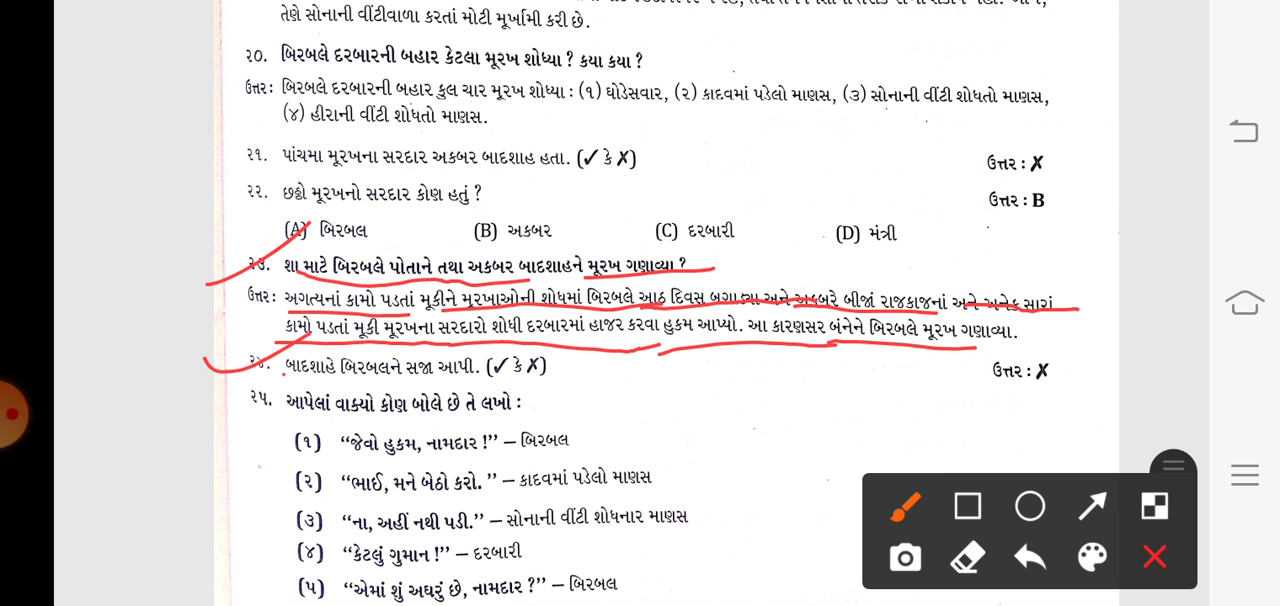 તેણે સોનાની વીંટીવાળા કરતાં મોટી મૂર્ખામી કરી છે.
૨૦. બિરબલે દરબારની બહાર કેટલા મૂરખ શોધ્યા ? કયા કયા ?
ઉત્તર : બિરબલે દરબારની બહાર કુલ ચાર મૂરખ શોધ્યા : (૧) ઘોડેસવાર, (૨) કાદવમાં પડેલો માણસ, (૩) સોનાની વીંટી શોધતો માણસ,
(૪) હીરાની વીંટી શોધતો માણસ.
૨૧. પાંચમા મૂરખના સરદાર અકબર બાદશાહ હતા. (✓ કે ✗) ઉત્તર : ✗
૨૨. છઠ્ઠો મૂરખનો સરદાર કોણ હતું ? ઉત્તર : B
(A) બિરબલ (B) અકબર (C) દરબારી (D) મંત્રી
૨૩. શા માટે બિરબલે પોતાને તથા અકબર બાદશાહને મૂરખ ગણાવ્યા ?
ઉત્તર : અગત્યનાં કામો પડતાં મૂકીને મૂરખાઓની શોધમાં બિરબલે આઠ દિવસ બગાડ્યા અને અકબરે બીજાં રાજકાજનાં અને અનેક સારાં
કામો પડતાં મૂકી મૂરખના સરદારો શોધી દરબારમાં હાજર કરવા હુકમ આપ્યો. આ કારણસર બંનેને બિરબલે મૂરખ ગણાવ્યા.
૨૪. બાદશાહે બિરબલને સજા આપી. (✓ કે ✗) ઉત્તર : ✗
૨૫. આપેલાં વાક્યો કોણ બોલે છે તે લખો :
(૧) “જેવો હુકમ, નામદાર !” – બિરબલ
(૨) “ભાઈ, મને બેઠો કરો.” – કાદવમાં પડેલો માણસ
(૩) “ના, અહીં નથી પડી.” – સોનાની વીંટી શોધનાર માણસ
(૪) “કેટલું ગુમાન !” – દરબારી
(૫) “એમાં શું અઘરું છે, નામદાર ?” – બિરબલ